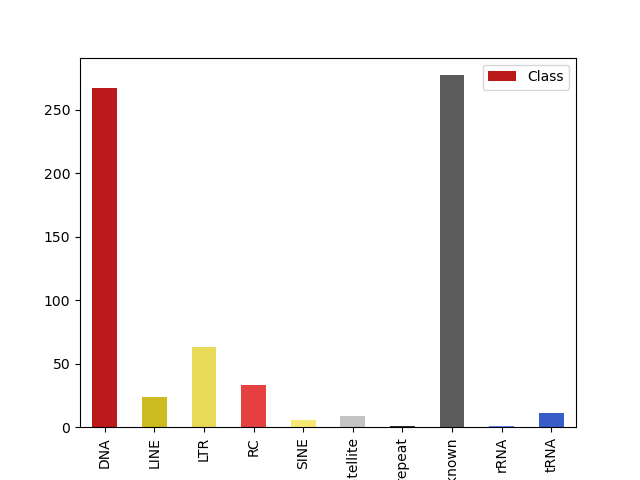 Class
250
200
150
100
50
0
DNA
LINE
LTR
RC
SINE
tellite
repeat
known
rRNA
tRNA